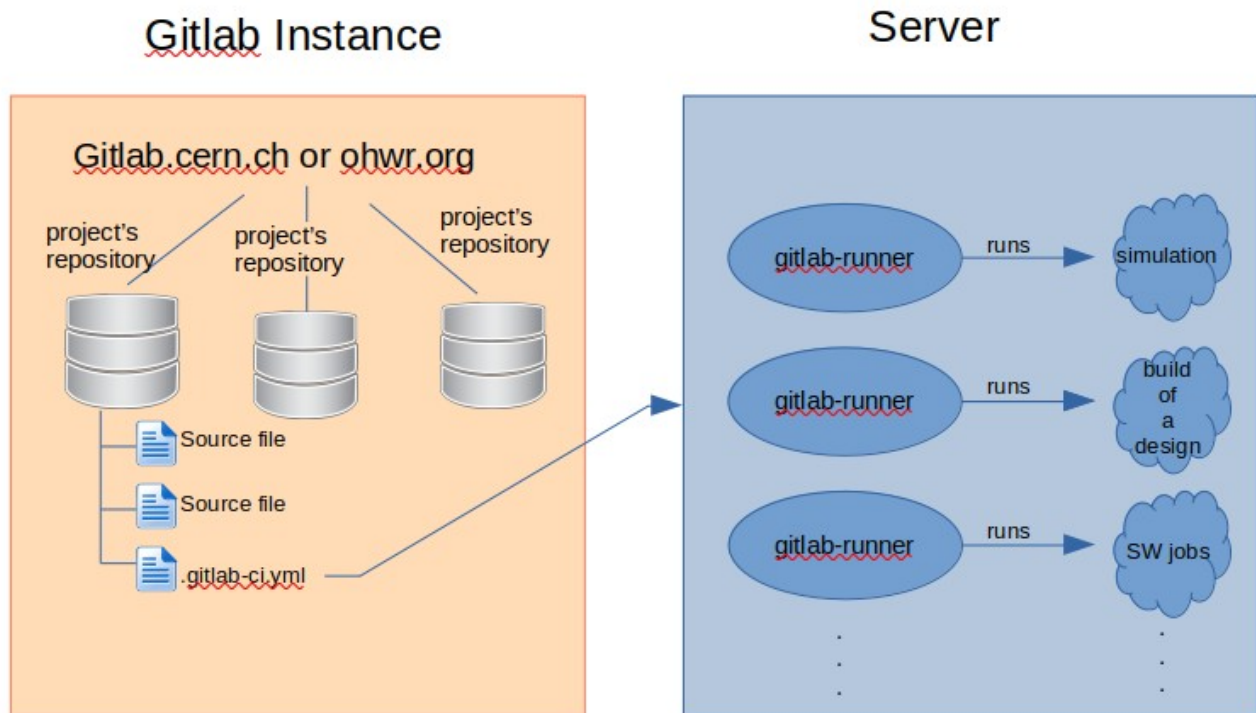 Gitlab Instance
Server
Gitlab.cern.ch or ohwr.org
project's
repository
project's
repository
project's
repository
Source file
Source file
.gitlab-ci.yml
gitlab-runner
runs
simulation
gitlab-runner
runs
build
of
a
design
gitlab-runner
runs
SW jobs
.
.
.
.
.
.